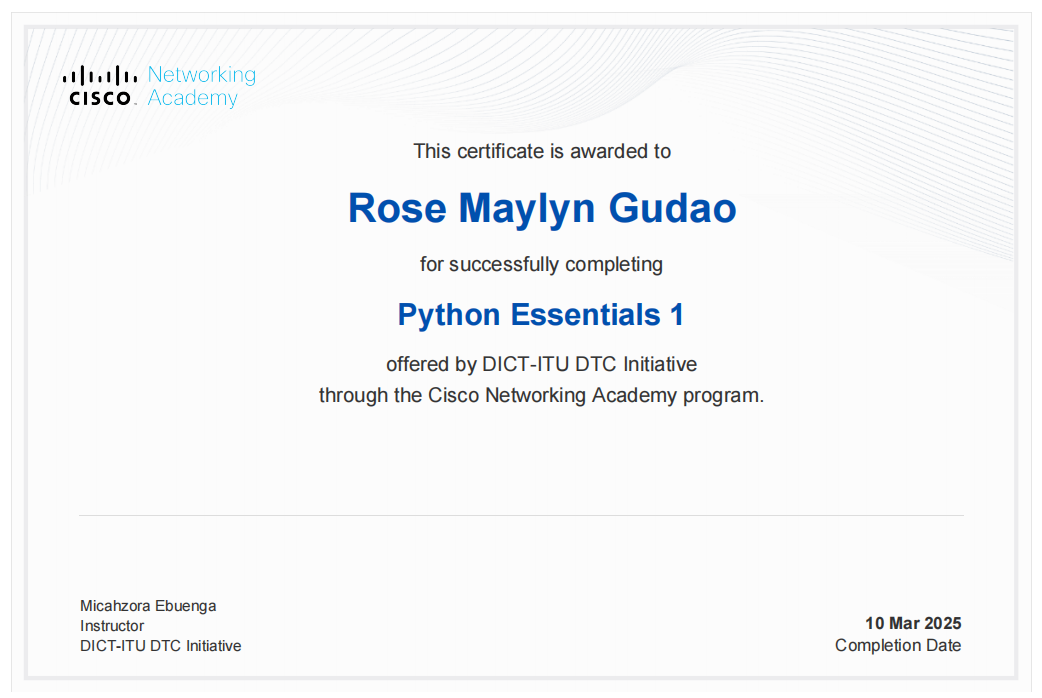 Networking
CISCO Academy
This certificate is awarded to
Rose Maylyn Gudao
for successfully completing
Python Essentials 1
offered by DICT-ITU DTC Initiative
through the Cisco Networking Academy program.
Micahzora Ebuenga
Instructor
DICT-ITU DTC Initiative
10 Mar 2025
Completion Date